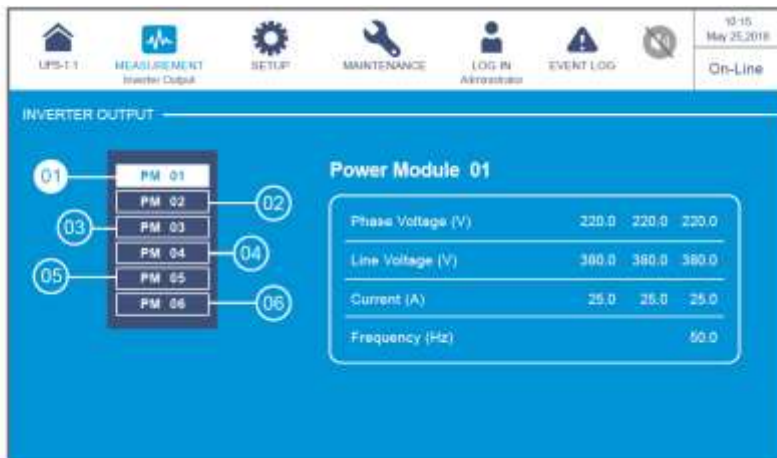 10:15
May 25,2018
UPS-1-1
MEASUREMENT
SETUP
MAINTENANCE
LOG IN
EVENT LOG
On-Line
Inverter Output
Administrator
INVERTER OUTPUT
01
PM 01
Power Module 01
PM 02
02
03
PM 03
Phase Voltage (V) 220.0 220.0 220.0
PM 04
04
Line Voltage (V) 380.0 380.0 380.0
05
PM 05
PM 06
06
Current (A) 25.0 25.0 25.0
Frequency (Hz) 50.0